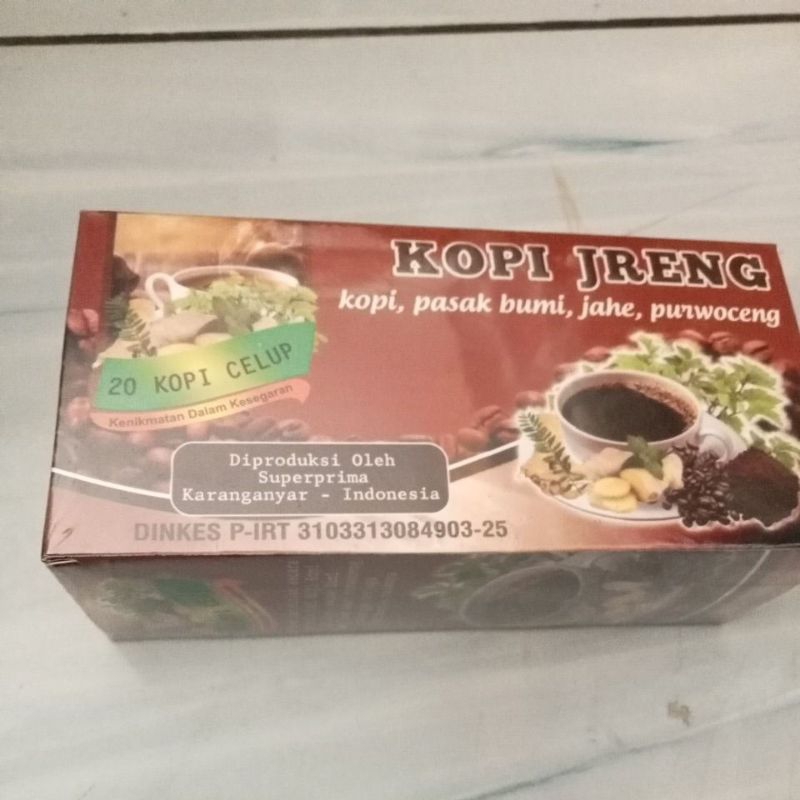 KOPI JRENG
kopi, pasak bumi, jahe, purwoceng
20 KOPI CELUP
Kenikmatan Dalam Kesegaran
Diproduksi Oleh
Superprima
Karanganyar - Indonesia
DINKES P-IRT 3103313084903-25